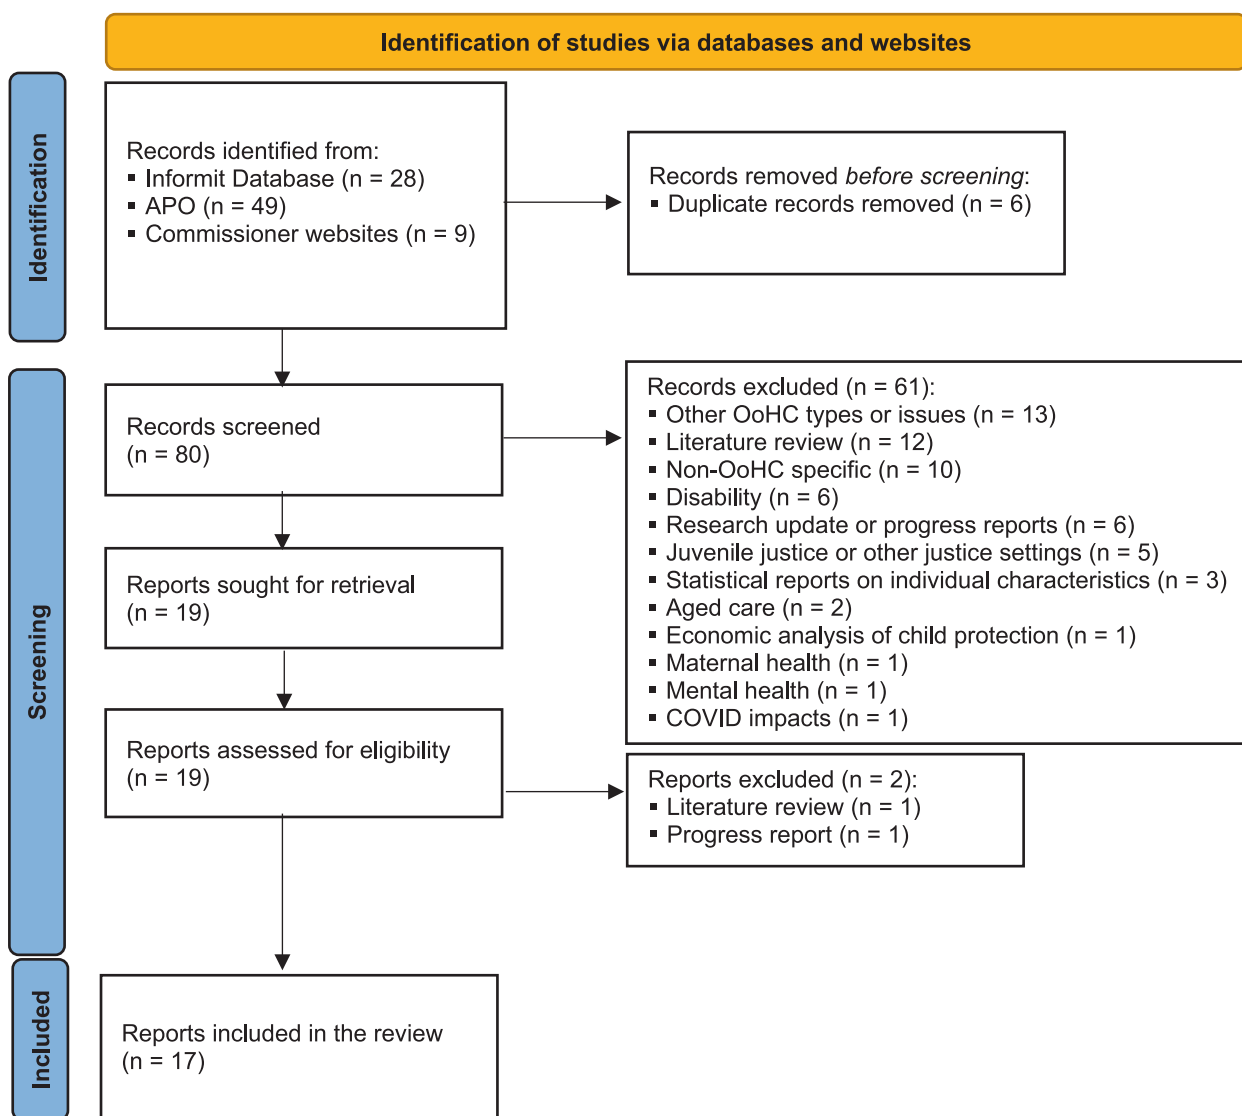 Identification of studies via databases and websites
Identification
Records identified from:
▪ Informit Database (n = 28)
▪ APO (n = 49)
▪ Commissioner websites (n = 9)
Records removed before screening:
▪ Duplicate records removed (n = 6)
Screening
Records screened
(n = 80)
Records excluded (n = 61):
▪ Other OoHC types or issues (n = 13)
▪ Literature review (n = 12)
▪ Non-OoHC specific (n = 10)
▪ Disability (n = 6)
▪ Research update or progress reports (n = 6)
▪ Juvenile justice or other justice settings (n = 5)
▪ Statistical reports on individual characteristics (n = 3)
▪ Aged care (n = 2)
▪ Economic analysis of child protection (n = 1)
▪ Maternal health (n = 1)
▪ Mental health (n = 1)
▪ COVID impacts (n = 1)
Reports sought for retrieval
(n = 19)
Reports assessed for eligibility
(n = 19)
Reports excluded (n = 2):
▪ Literature review (n = 1)
▪ Progress report (n = 1)
Included
Reports included in the review
(n = 17)